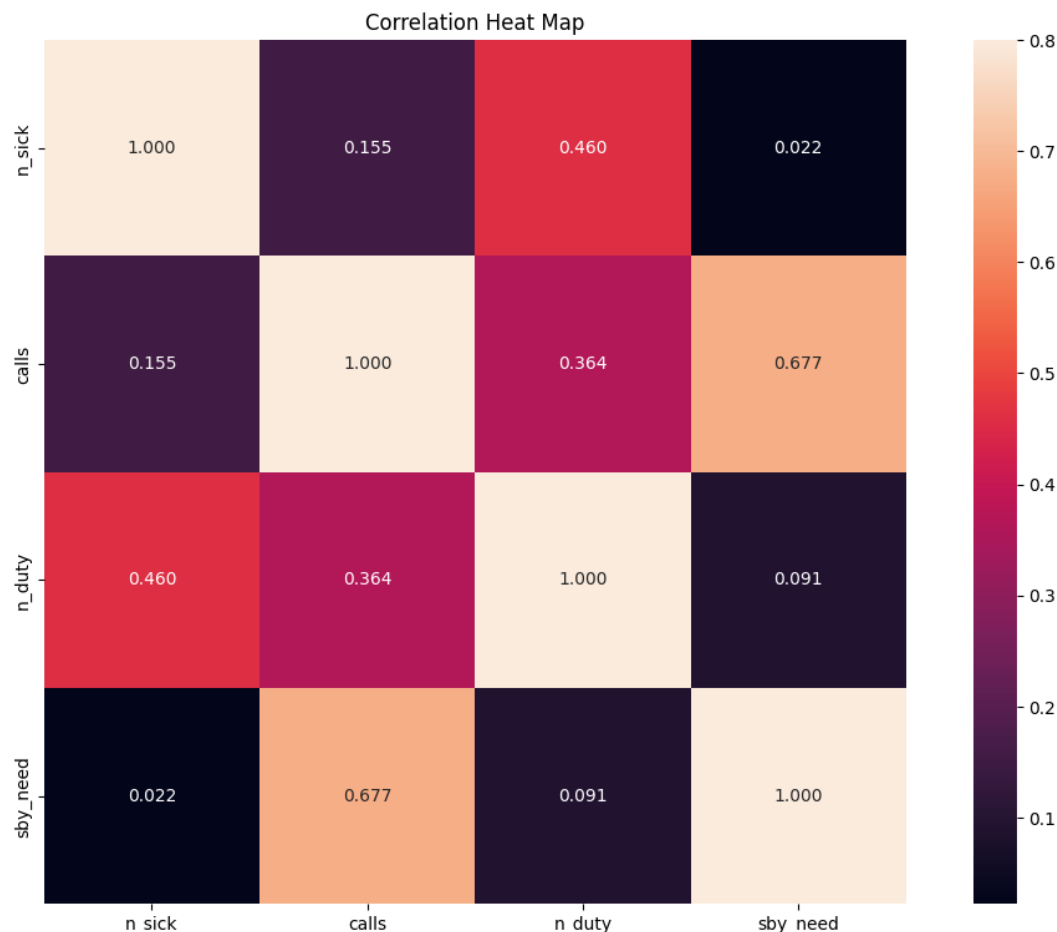 Correlation Heat Map
n_sick 1.000 0.155 0.460 0.022
calls 0.155 1.000 0.364 0.677
n_duty 0.460 0.364 1.000 0.091
sby_need 0.022 0.677 0.091 1.000
n_sick calls n_duty sby_need
0.8
0.7
0.6
0.5
0.4
0.3
0.2
0.1